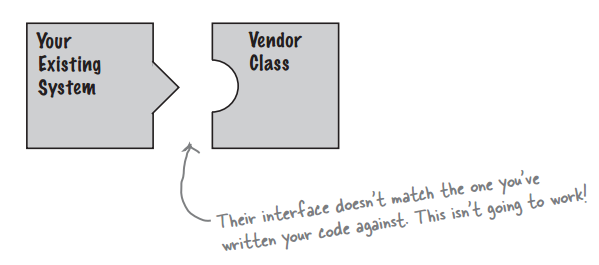 Your
Existing
System
Vendor
Class
Their interface doesn't match the one you've
written your code against. This isn't going to work!